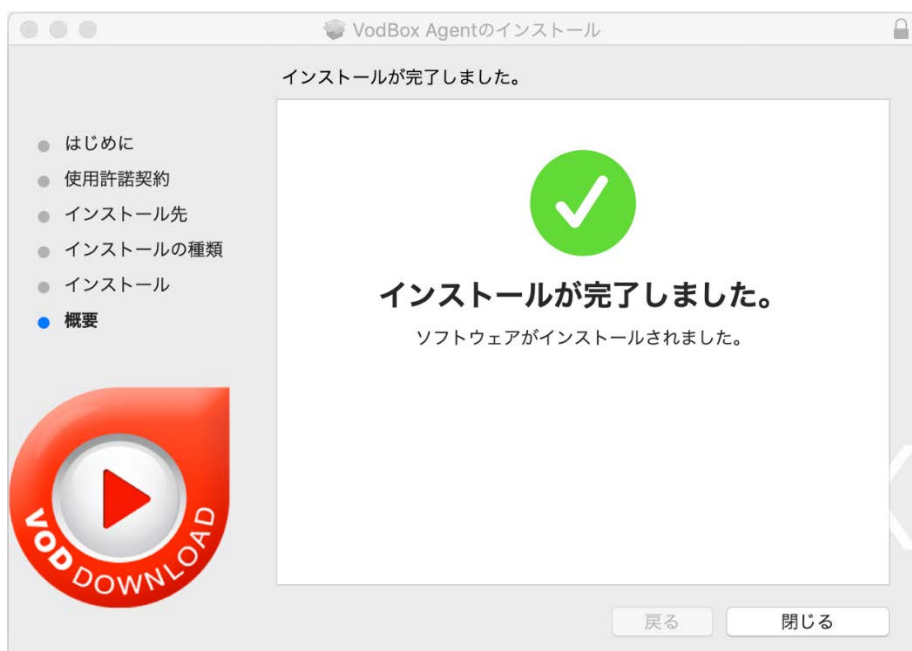 VodBox Agentのインストール
インストールが完了しました。
はじめに
使用許諾契約
インストール先
インストールの種類
インストール
概要
インストールが完了しました。
ソフトウェアがインストールされました。
VOD DOWNLOAD
戻る
閉じる